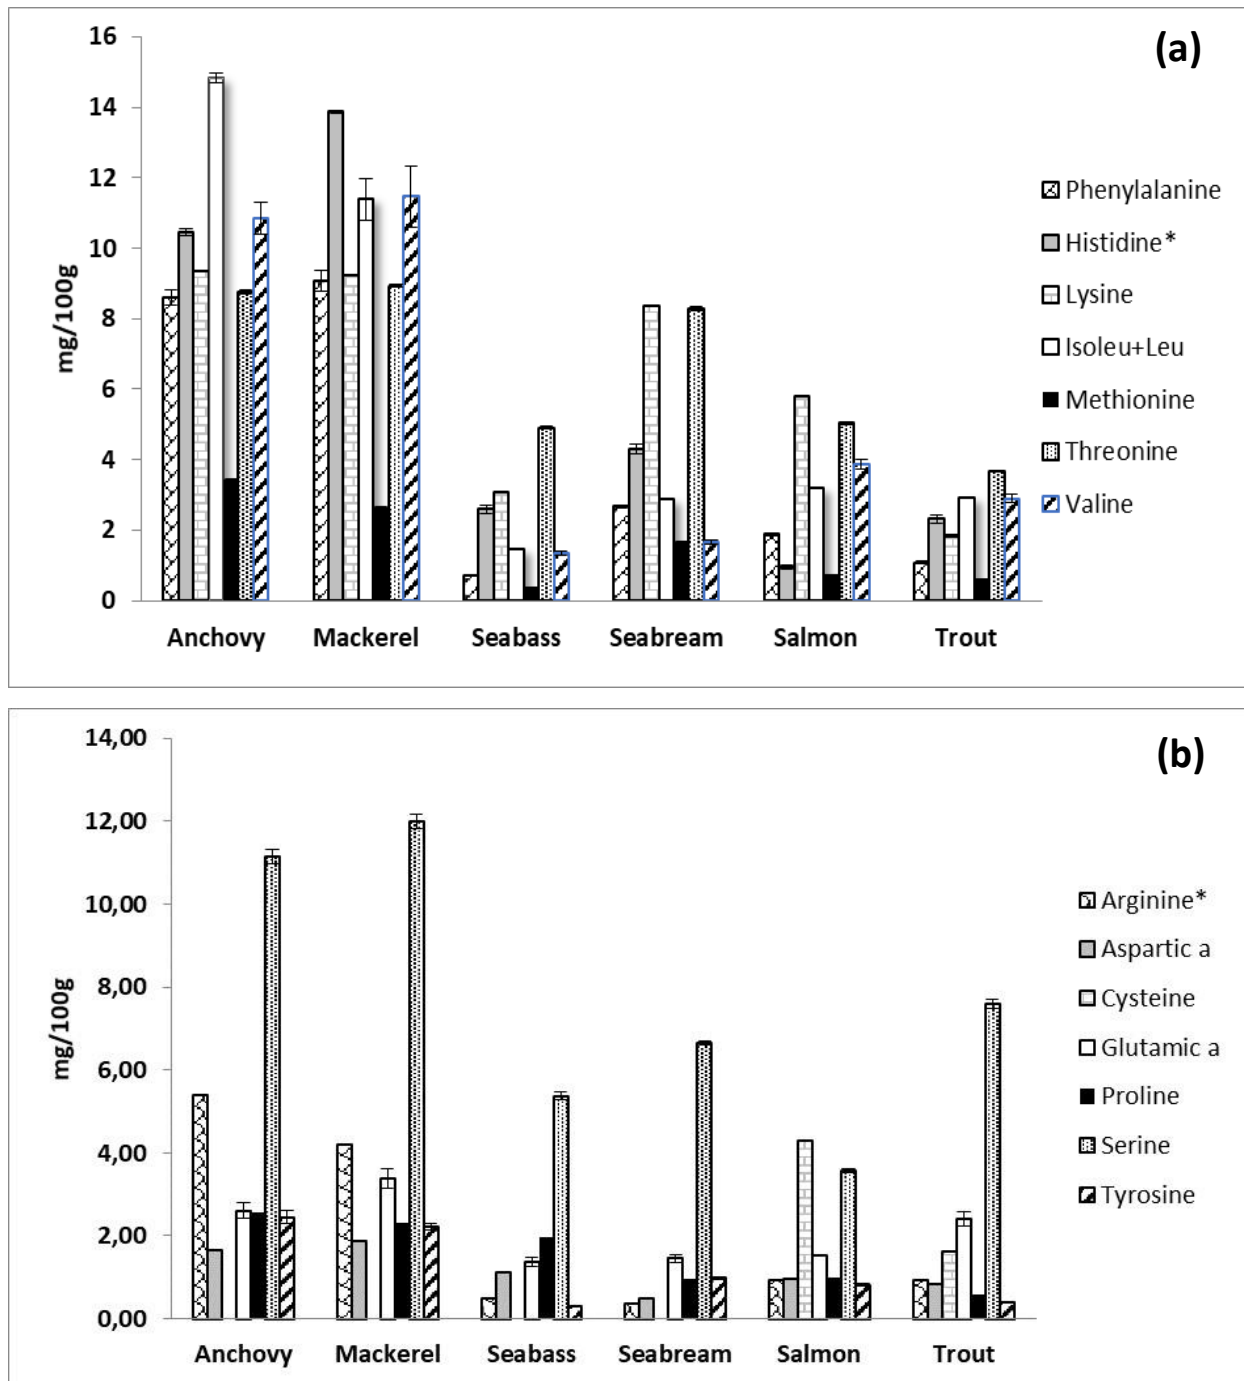 (a)
16
14
12
10
8
6
4
2
0
mg/100g
Anchovy Mackerel Seabass Seabream Salmon Trout
Phenylalanine
Histidine*
Lysine
Isoleu+Leu
Methionine
Threonine
Valine
(b)
14,00
12,00
10,00
8,00
6,00
4,00
2,00
0,00
mg/100g
Anchovy Mackerel Seabass Seabream Salmon Trout
Arginine*
Aspartic a
Cysteine
Glutamic a
Proline
Serine
Tyrosine